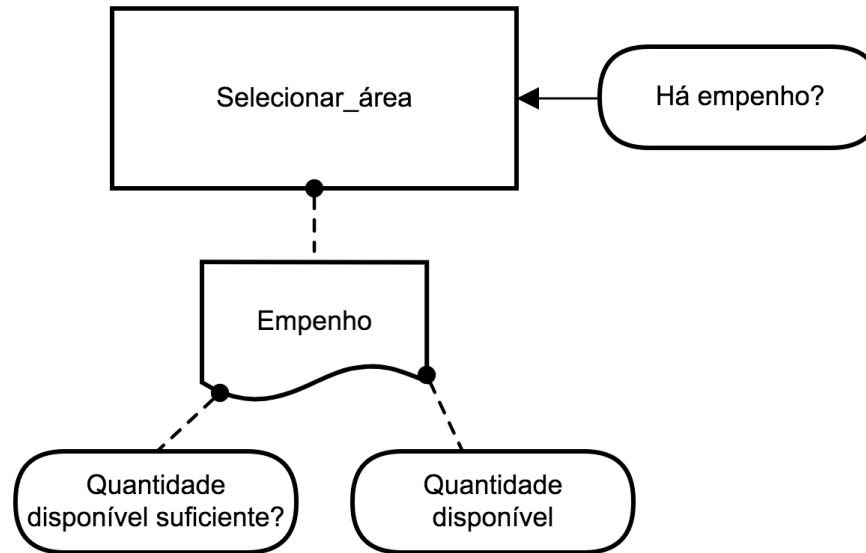 Selecionar_área
Há empenho?
Empenho
Quantidade
disponível suficiente?
Quantidade
disponível